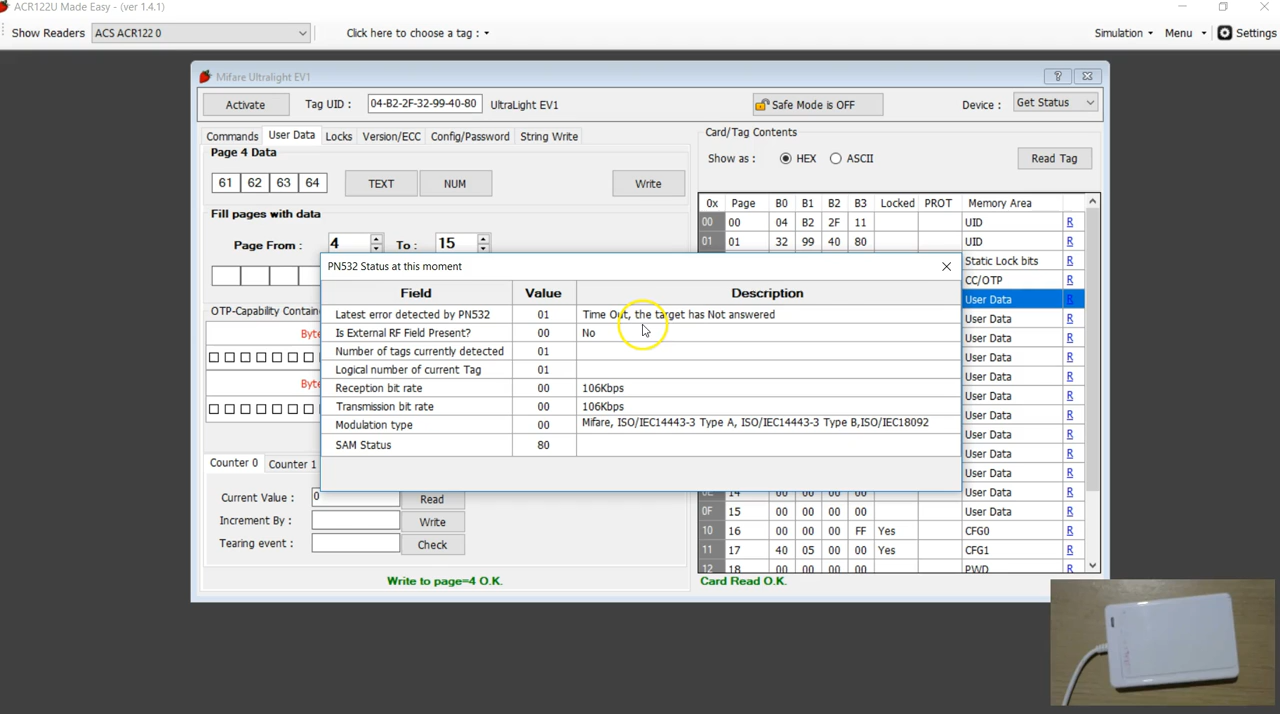 ACR122U Made Easy - (ver 1.4.1)
Show Readers ACS ACR122 0 Click here to choose a tag : Simulation Menu Settings
Mifare Ultralight EV1 ?
Activate Tag UID : 04-B2-2F-32-99-40-80 UltraLight EV1 Safe Mode is OFF Device : Get Status
Commands User Data Locks Version/ECC Config/Password String Write
Page 4 Data
61 62 63 64 TEXT NUM Write
Fill pages with data
Page From : 4 To : 15
OTP-Capability Contain
Byte
Byte
Counter 0 Counter 1
Current Value : 0 Read
Increment By : Write
Tearing event : Check
Write to page=4 O.K.
Card/Tag Contents
Show as : HEX ASCII Read Tag
0x Page B0 B1 B2 B3 Locked PROT Memory Area
00 00 04 B2 2F 11 UID R
01 01 32 99 40 80 UID R
Static Lock bits R
CC/OTP R
User Data R
User Data R
User Data R
User Data R
User Data R
User Data R
User Data R
User Data R
User Data R
User Data R
0E 14 00 00 00 00 User Data R
0F 15 00 00 00 00 User Data R
10 16 00 00 00 FF Yes CFG0 R
11 17 40 05 00 00 Yes CFG1 R
12 18 00 00 00 00 PWD R
Card Read O.K.
PN532 Status at this moment
Field Value Description
Latest error detected by PN532 01 Time Out, the target has Not answered
Is External RF Field Present? 00 No
Number of tags currently detected 01
Logical number of current Tag 01
Reception bit rate 00 106Kbps
Transmission bit rate 00 106Kbps
Modulation type 00 Mifare, ISO/IEC14443-3 Type A, ISO/IEC14443-3 Type B,ISO/IEC18092
SAM Status 80